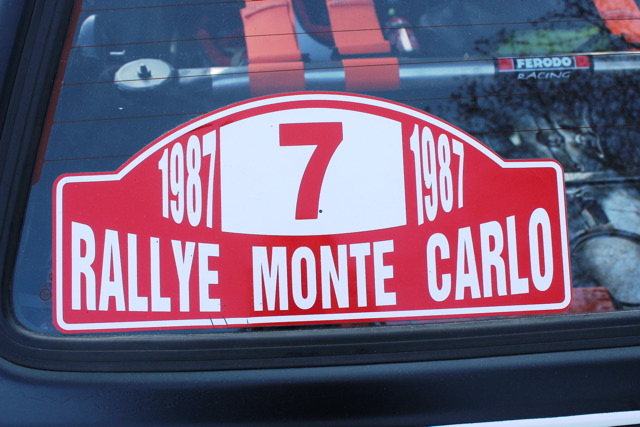 FERODO
RACING
1987 7 1987
RALLYE MONTE CARLO